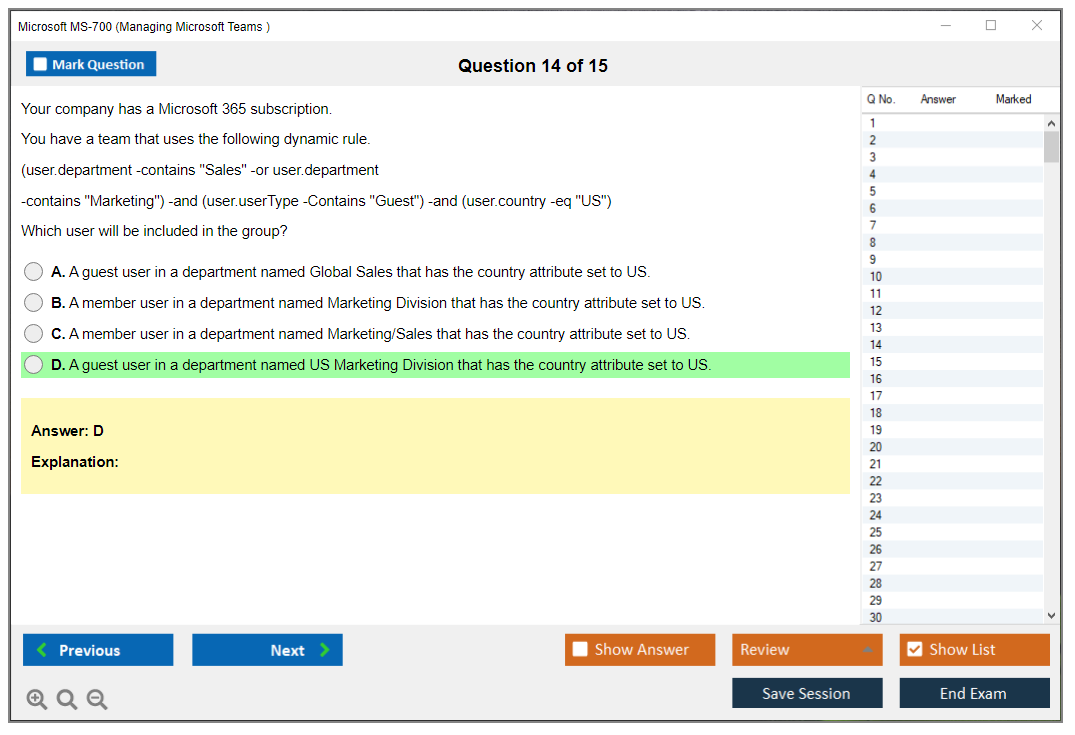 Microsoft MS-700 (Managing Microsoft Teams )
Mark Question
Question 14 of 15
Your company has a Microsoft 365 subscription.
You have a team that uses the following dynamic rule.
(user.department -contains "Sales" -or user.department
-contains "Marketing") -and (user.userType -Contains "Guest") -and (user.country -eq "US")
Which user will be included in the group?
A. A guest user in a department named Global Sales that has the country attribute set to US.
B. A member user in a department named Marketing Division that has the country attribute set to US.
C. A member user in a department named Marketing/Sales that has the country attribute set to US.
D. A guest user in a department named US Marketing Division that has the country attribute set to US.
Answer: D
Explanation:
Q No. Answer Marked
1
2
3
4
5
6
7
8
9
10
11
12
13
14
15
16
17
18
19
20
21
22
23
24
25
26
27
28
29
30
Previous
Next
Show Answer
Review
Show List
Save Session
End Exam